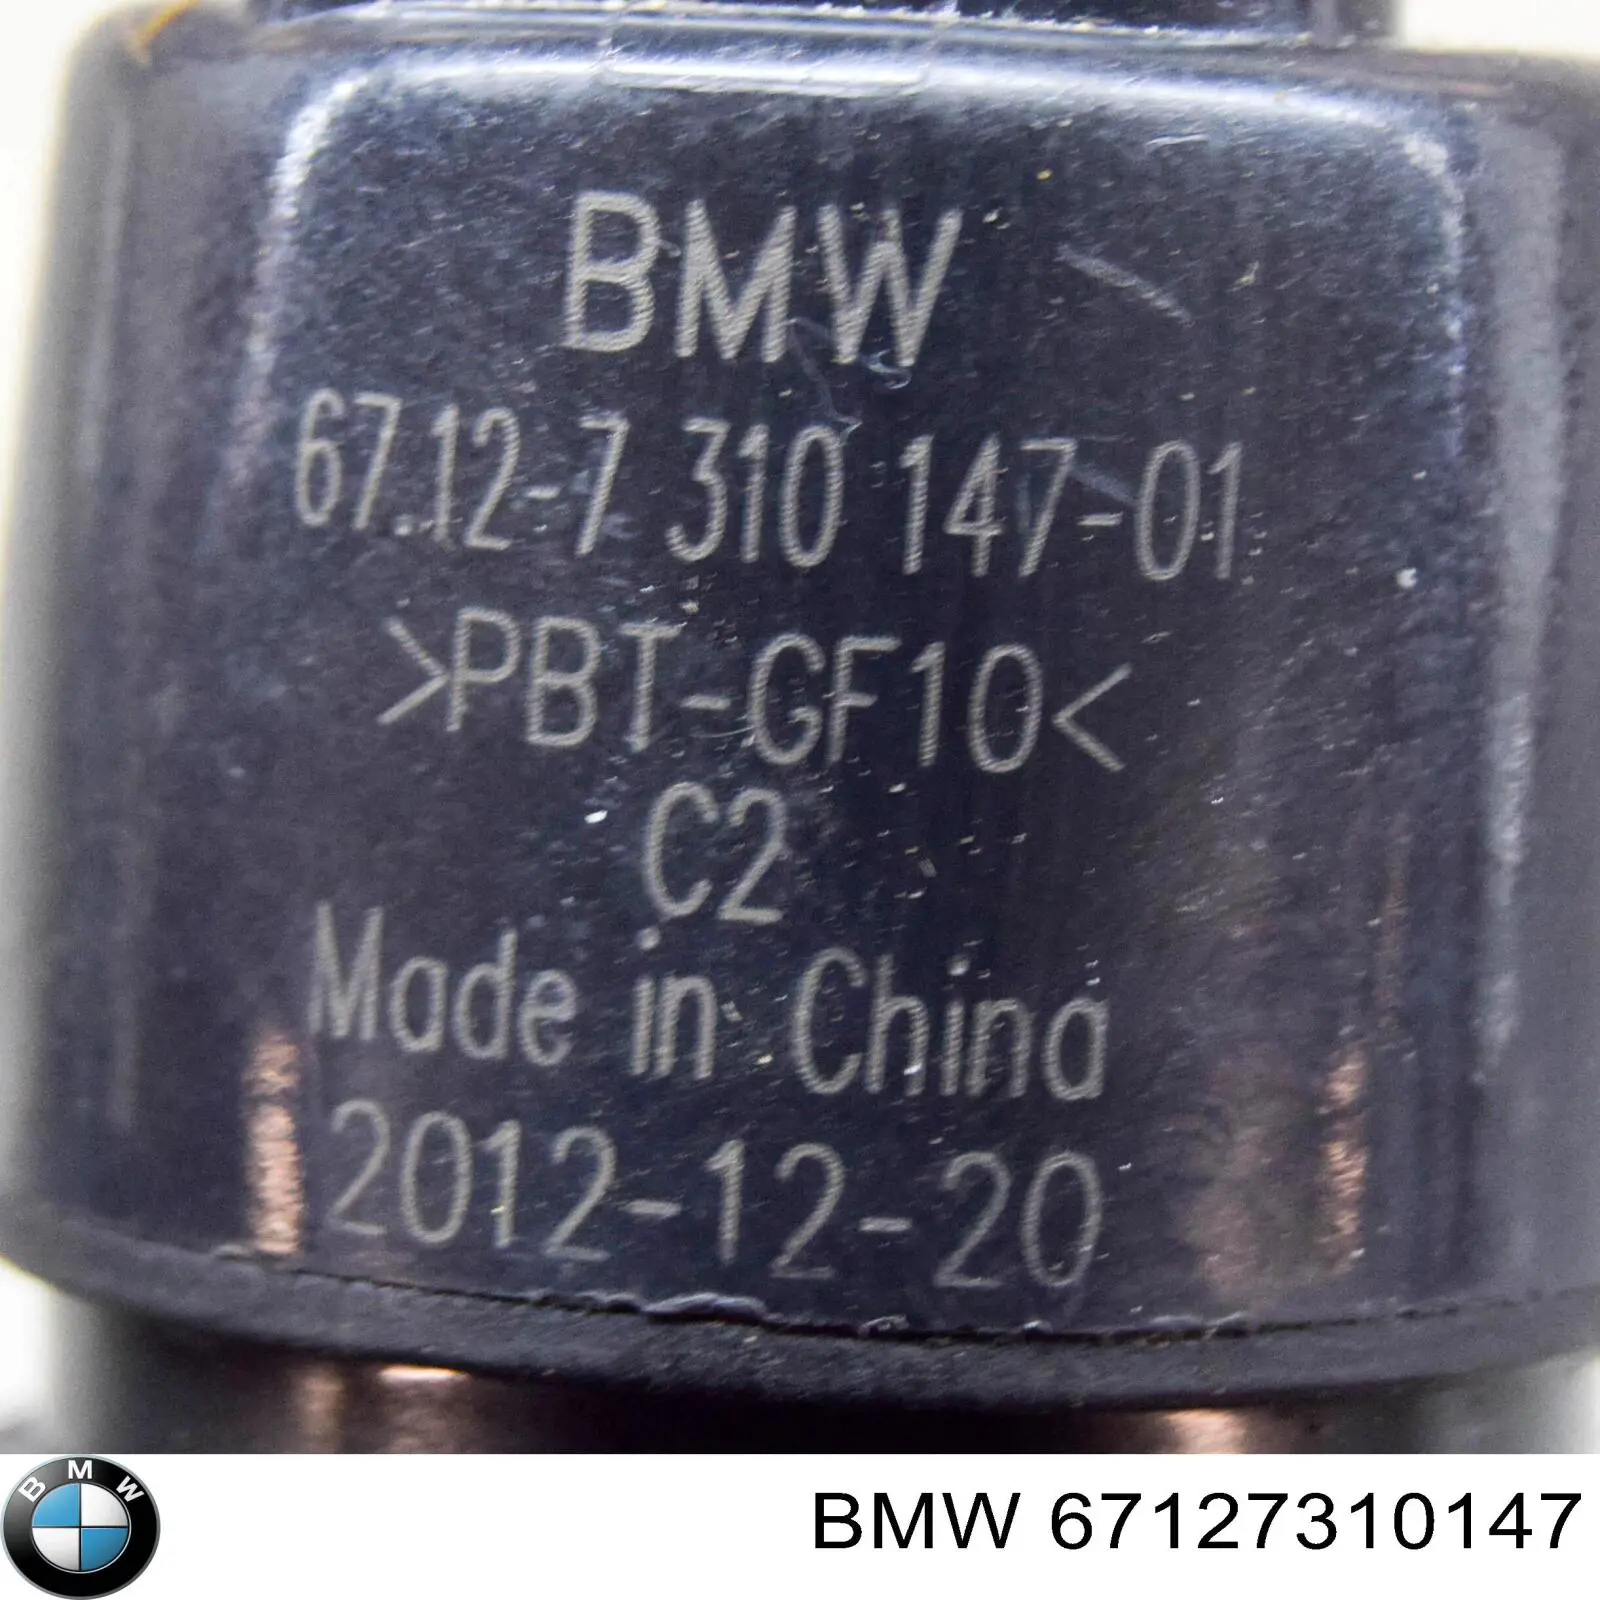 BMW
67.12-7 310 147-01
>PBT-GF10<
C2
Made in China
2012-12-20
BMW
BMW 67127310147